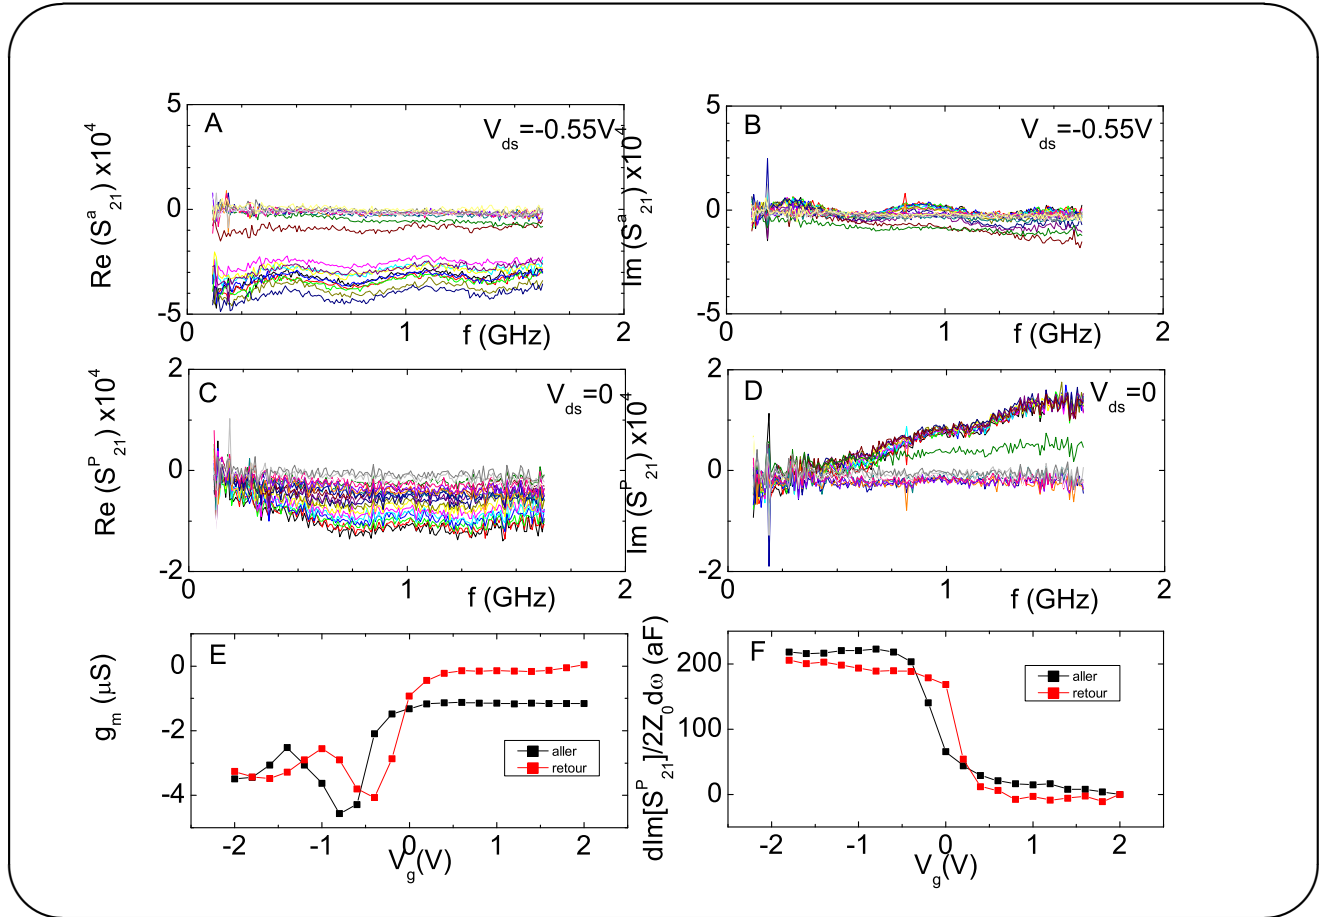 A
V_ds=-0.55V
Re (S^a_21) x10^4
5
0
-5
0
1
2
f (GHz)
B
V_ds=-0.55V
Im (S^a_21) x10^4
5
0
-5
0
1
2
f (GHz)
C
V_ds=0
Re (S^P_21) x10^4
2
0
-2
0
1
2
f (GHz)
D
V_ds=0
Im (S^P_21) x10^4
2
0
-2
0
1
2
f (GHz)
E
g_m (μS)
0
-2
-4
aller
retour
-2
-1
0
1
2
V_g(V)
F
dIm[S^P_21]/2Z_0dω (aF)
200
100
0
aller
retour
-2
-1
0
1
2
V_g(V)